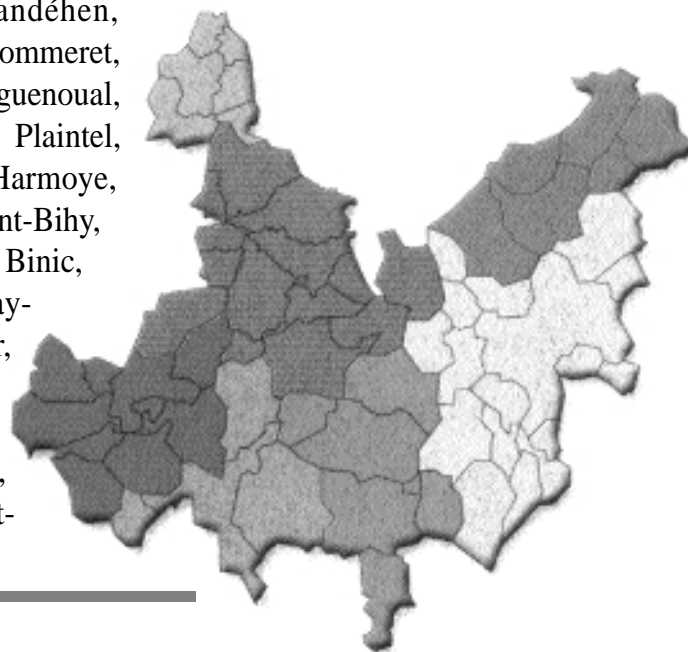 andéhen,
ommeret,
guenoual,
Plaintel,
Harmoye,
nt-Bihy,
Binic,
ay-
r,
,
t-